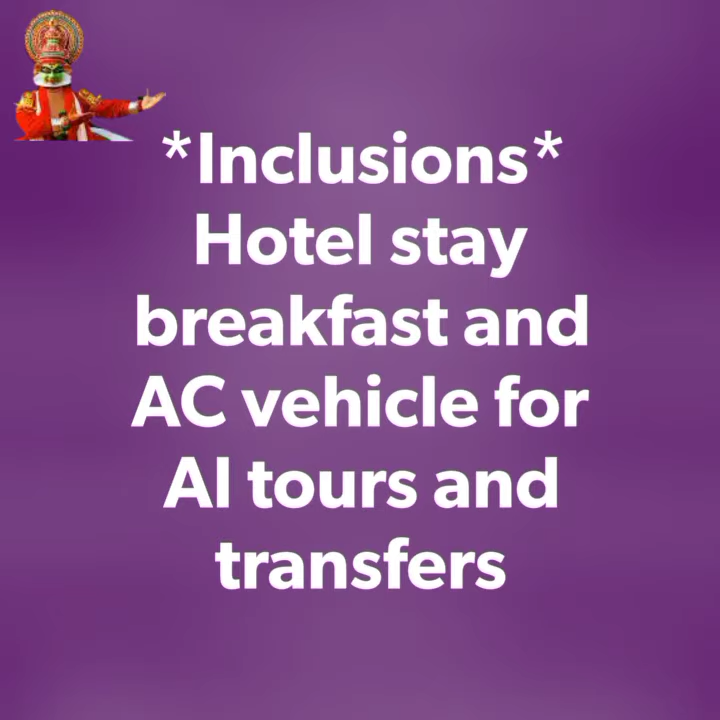 *Inclusions*
Hotel stay
breakfast and
AC vehicle for
Al tours and
transfers